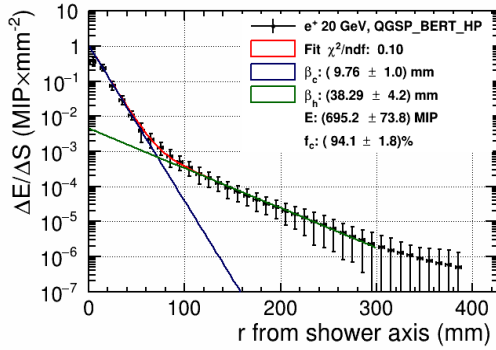 e⁺ 20 GeV, QGSP_BERT_HP
Fit χ²/ndf: 0.10
β_c: ( 9.76 ± 1.0) mm
β_h: (38.29 ± 4.2) mm
E: (695.2 ± 73.8) MIP
f_c: ( 94.1 ± 1.8)%
ΔE/ΔS (MIP×mm⁻²)
10
1
10⁻¹
10⁻²
10⁻³
10⁻⁴
10⁻⁵
10⁻⁶
10⁻⁷
0 100 200 300 400
r from shower axis (mm)